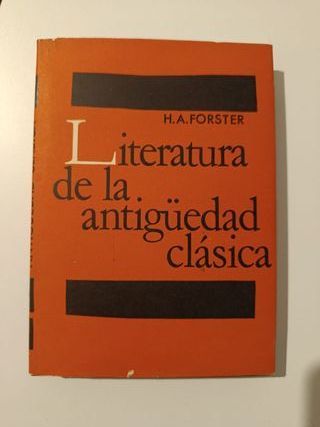 H.A.FORSTER
Literatura
de la
antigüedad
clásica